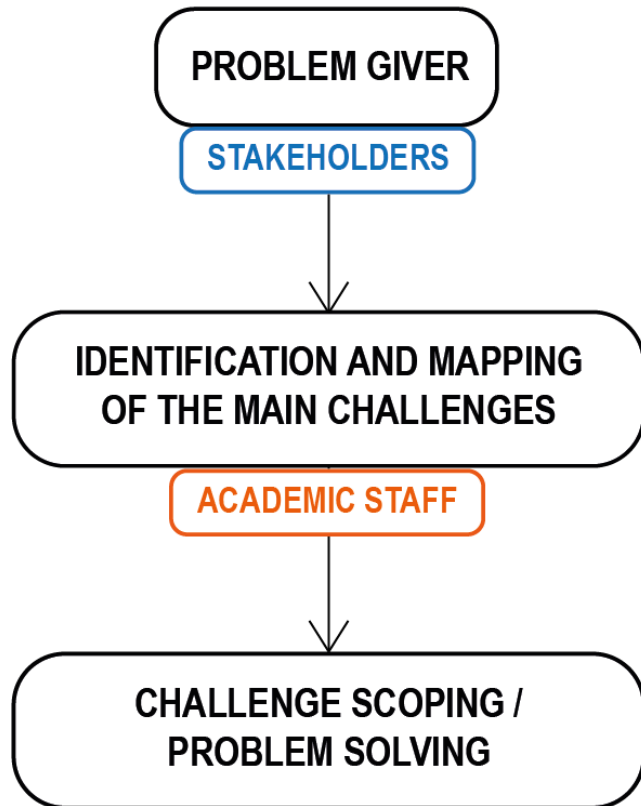 PROBLEM GIVER
STAKEHOLDERS
IDENTIFICATION AND MAPPING
OF THE MAIN CHALLENGES
ACADEMIC STAFF
CHALLENGE SCOPING /
PROBLEM SOLVING